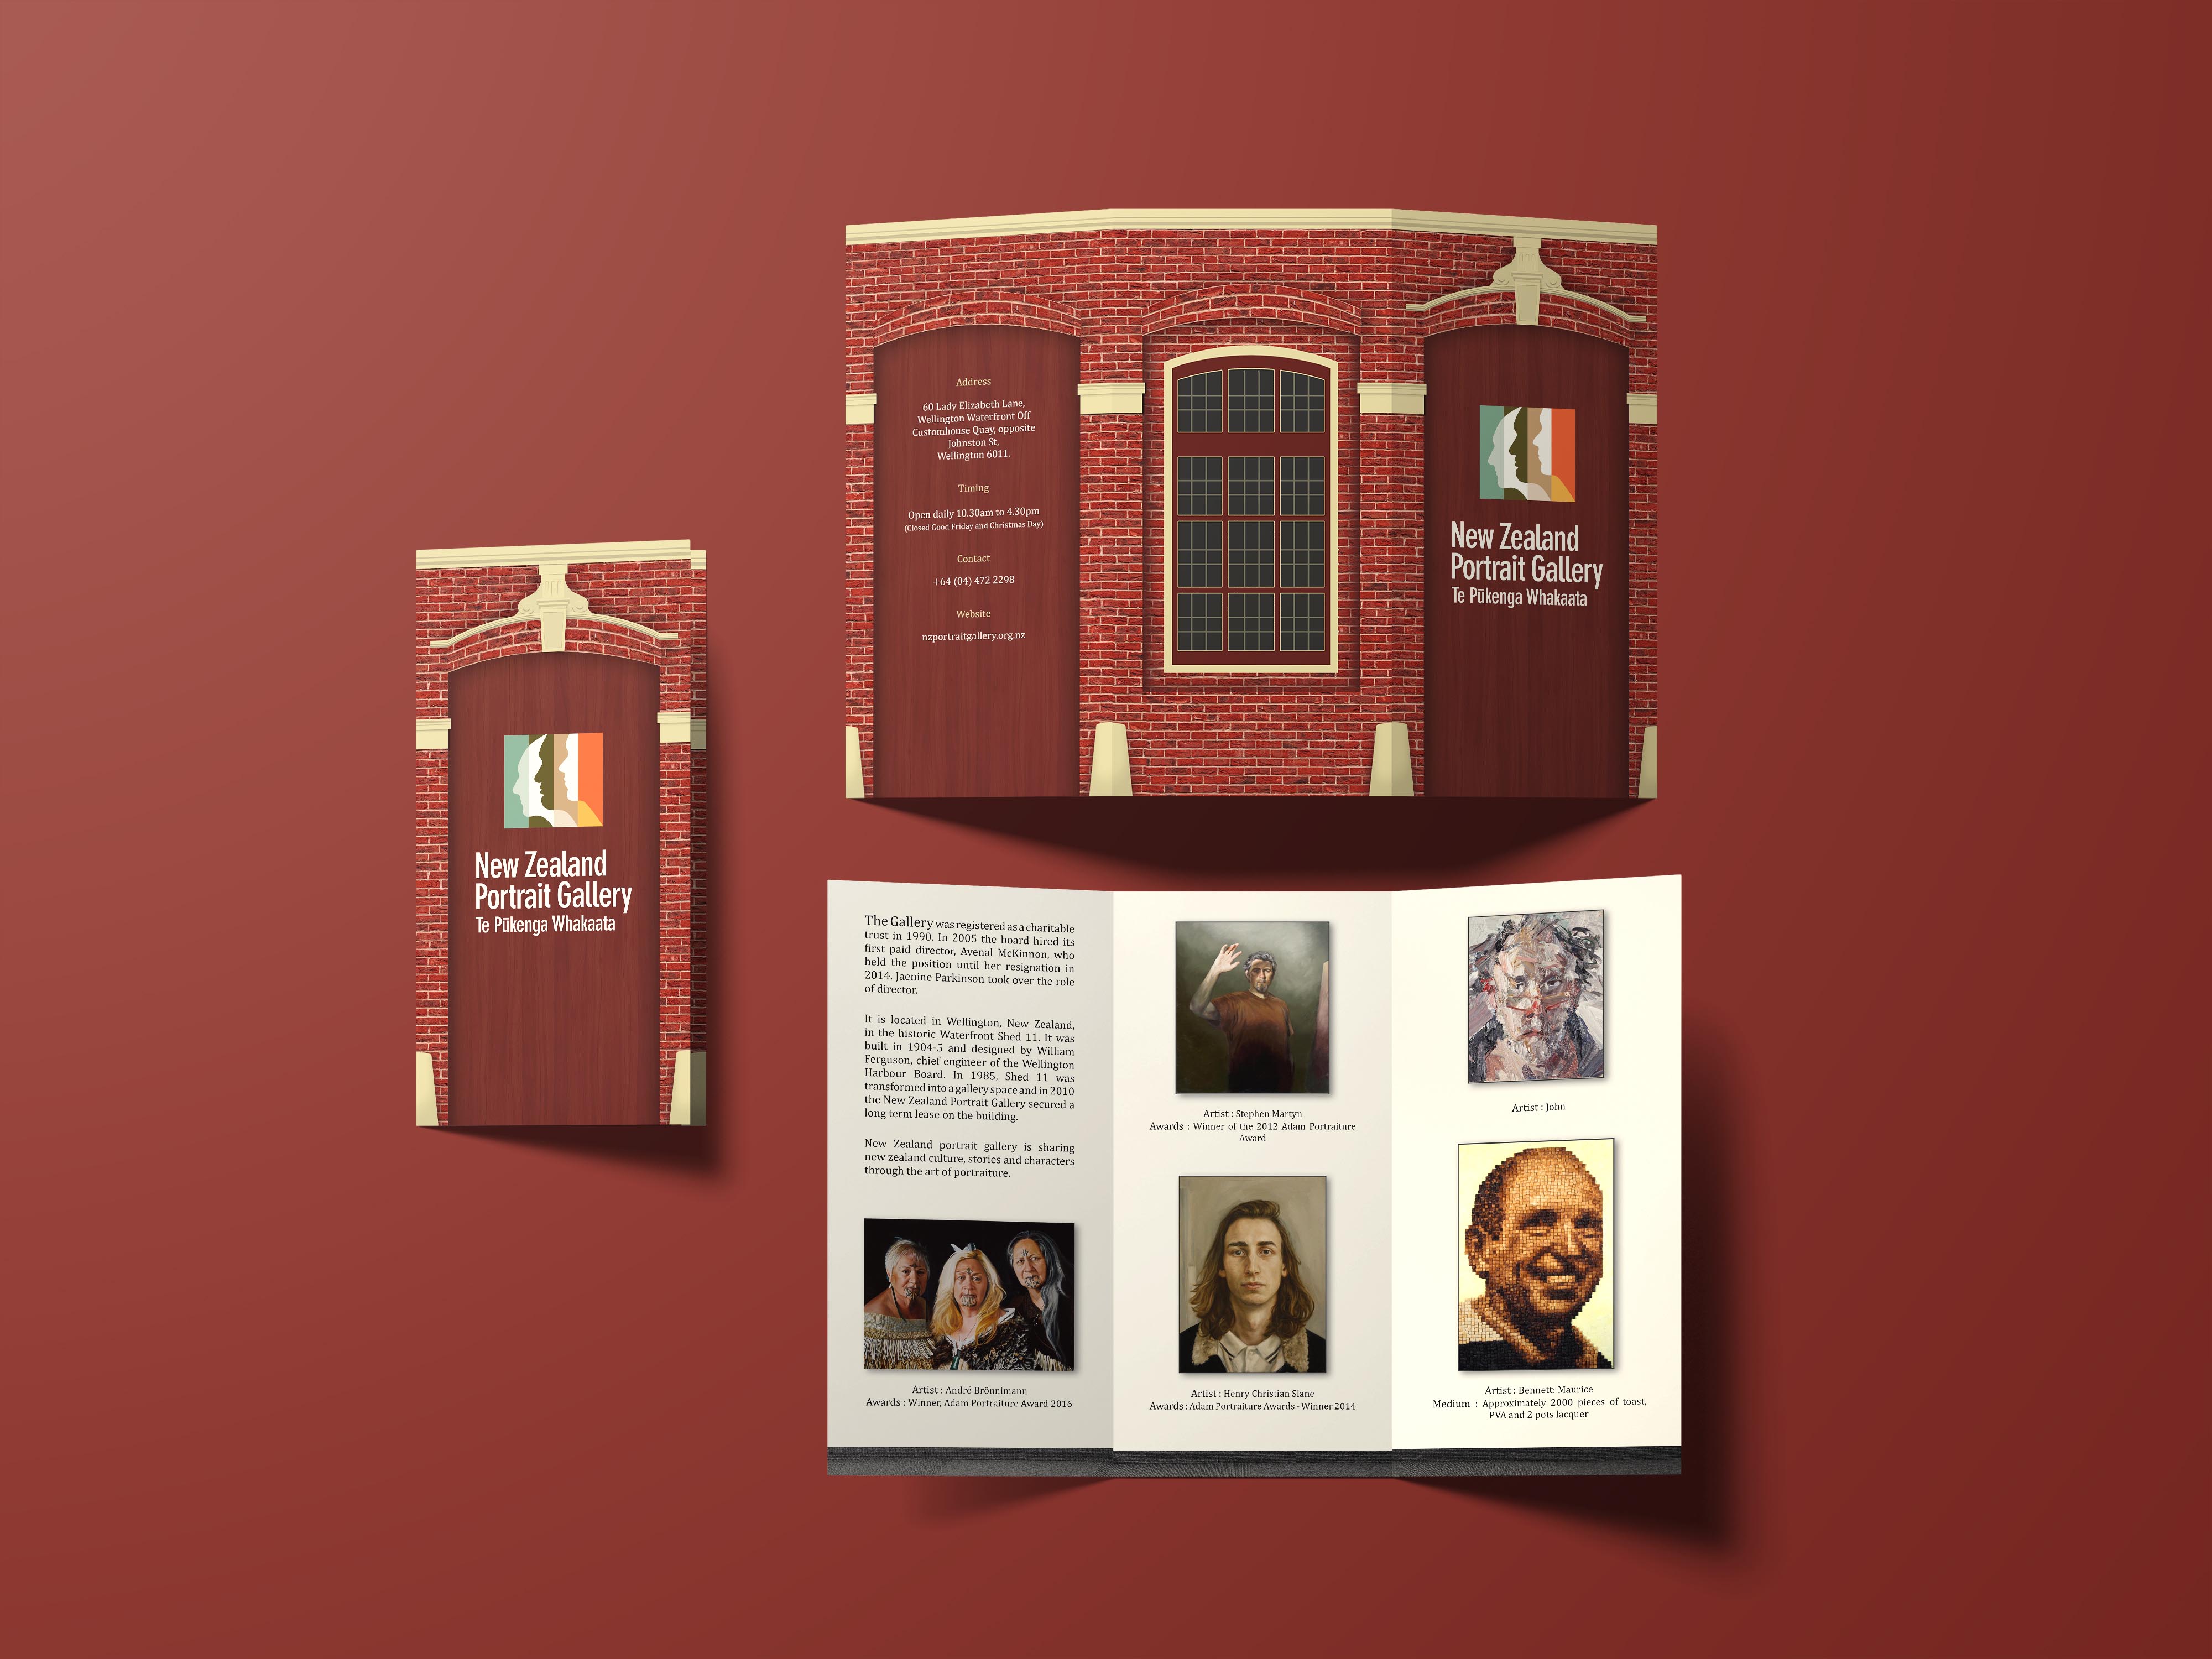 New Zealand
Portrait Gallery
Te Pūkenga Whakaata
Address
60 Lady Elizabeth Lane,
Wellington Waterfront Off
Customhouse Quay, opposite
Johnston St,
Wellington 6011.
Timing
Open daily 10.30am to 4.30pm
(Closed Good Friday and Christmas Day)
Contact
+64 (04) 472 2298
Website
nzportraitgallery.org.nz
New Zealand
Portrait Gallery
Te Pūkenga Whakaata
The Gallery was registered as a charitable
trust in 1990. In 2005 the board hired its
first paid director, Avenal McKinnon, who
held the position until her resignation in
2014. Jaenine Parkinson took over the role
of director.
It is located in Wellington, New Zealand,
in the historic Waterfront Shed 11. It was
built in 1904-5 and designed by William
Ferguson, chief engineer of the Wellington
Harbour Board. In 1985, Shed 11 was
transformed into a gallery space and in 2010
the New Zealand Portrait Gallery secured a
long term lease on the building.
New Zealand portrait gallery is sharing
new zealand culture, stories and characters
through the art of portraiture.
Artist : André Brönnimann
Awards : Winner, Adam Portraiture Award 2016
Artist : Stephen Martyn
Awards : Winner of the 2012 Adam Portraiture
Award
Artist : Henry Christian Slane
Awards : Adam Portraiture Awards - Winner 2014
Artist : John
Artist : Bennett: Maurice
Medium : Approximately 2000 pieces of toast,
PVA and 2 pots lacquer